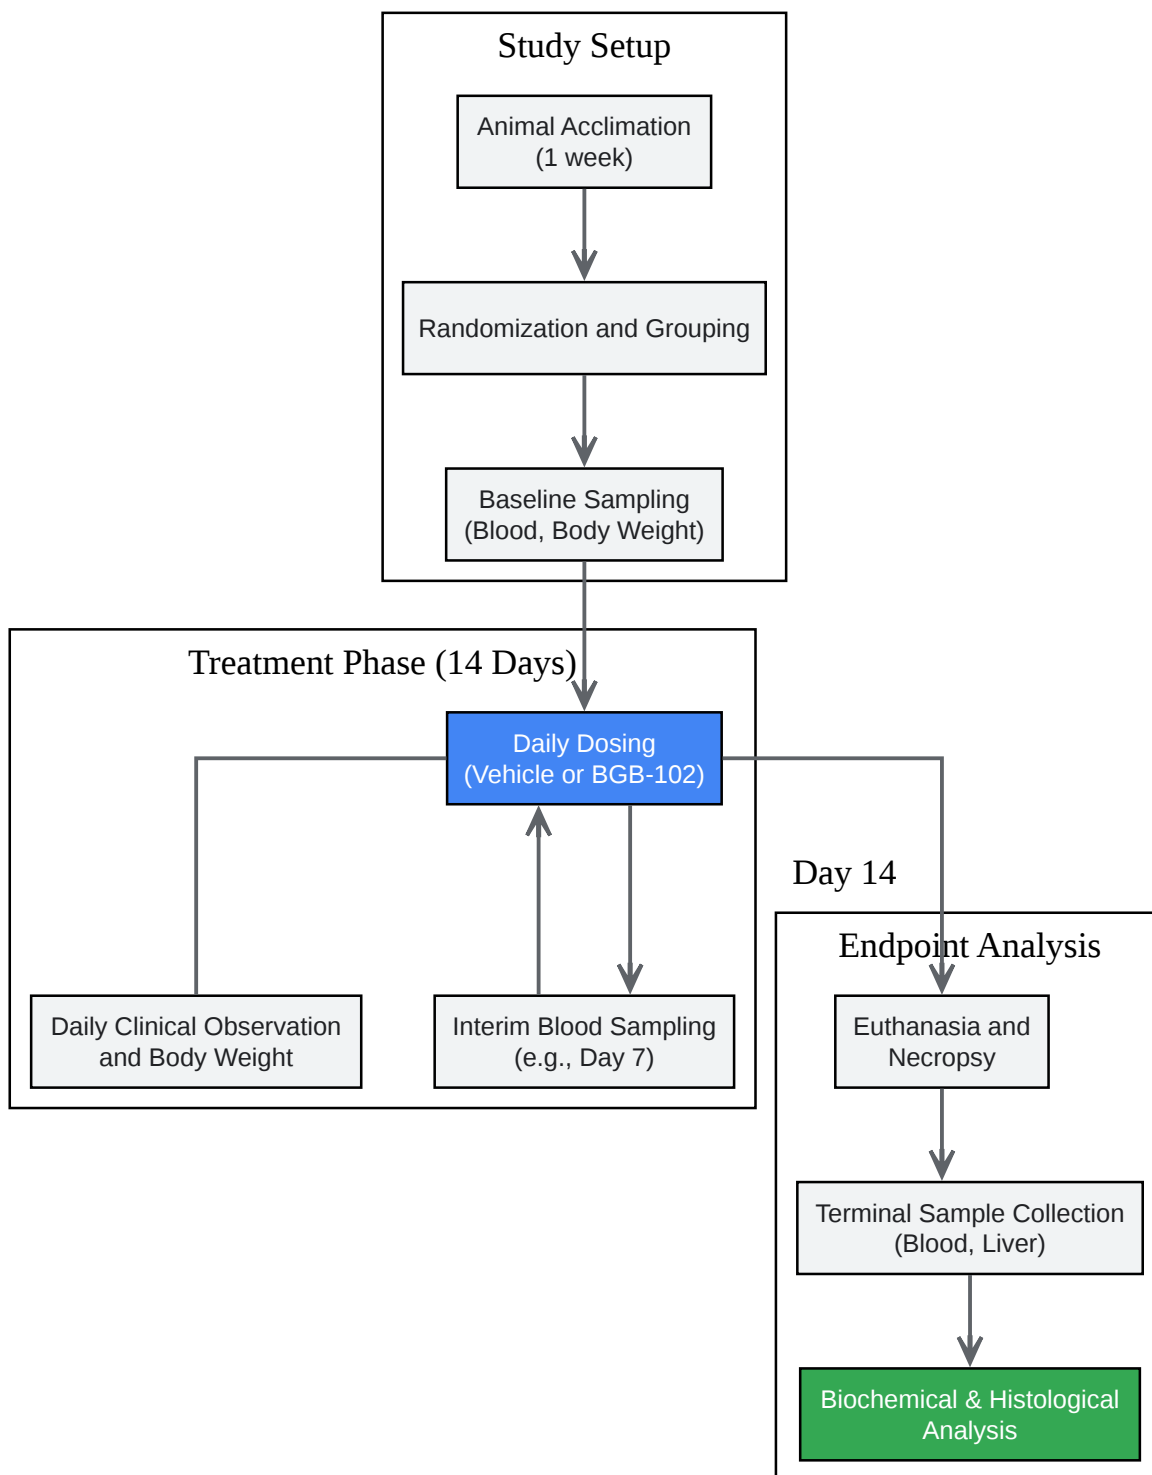 Study Setup
Animal Acclimation
(1 week)
Randomization and Grouping
Baseline Sampling
(Blood, Body Weight)
Treatment Phase (14 Days)
Daily Dosing
(Vehicle or BGB-102)
Daily Clinical Observation
and Body Weight
Interim Blood Sampling
(e.g., Day 7)
Day 14
Endpoint Analysis
Euthanasia and
Necropsy
Terminal Sample Collection
(Blood, Liver)
Biochemical & Histological
Analysis